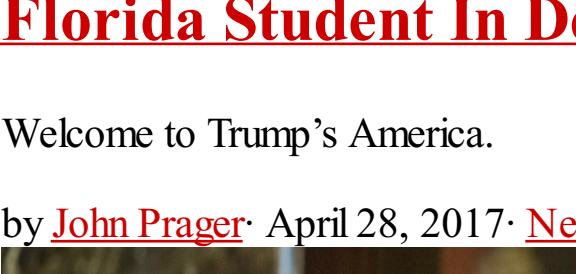 Florida Student In
Welcome to Trump’s America.
by John Prager· April 28, 2017·